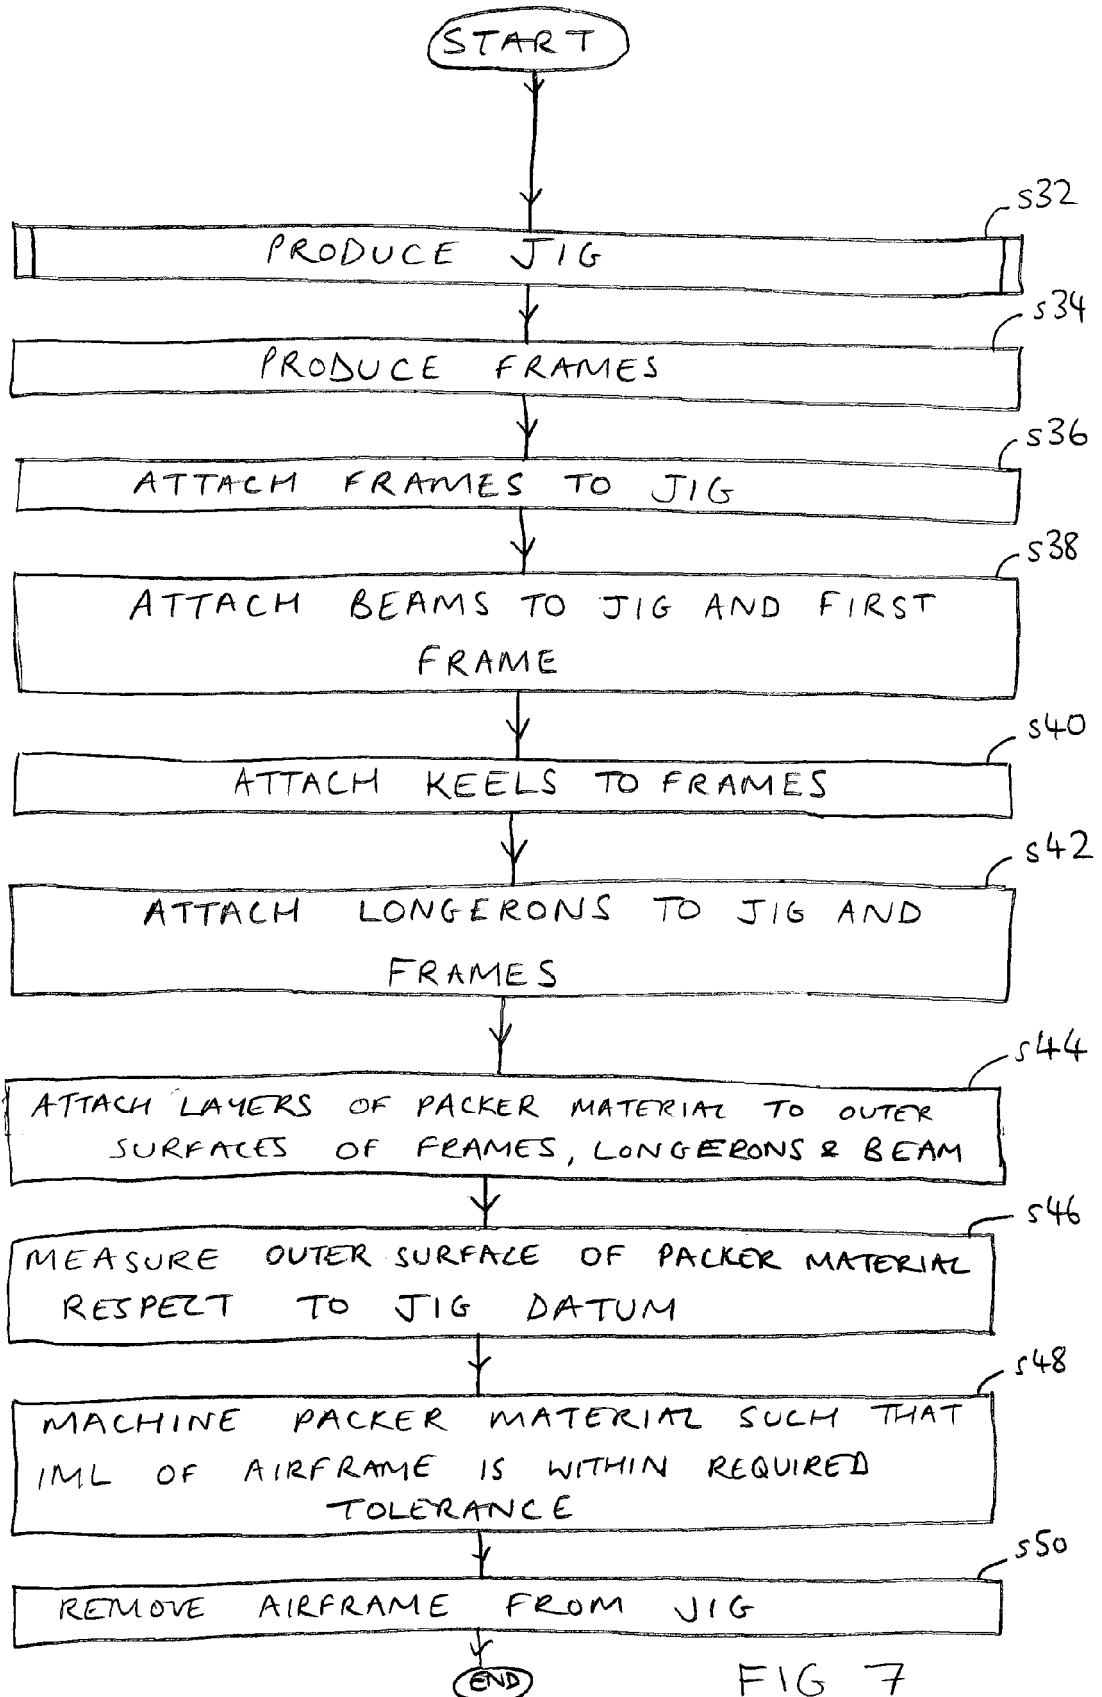 START
s32
PRODUCE JIG
s34
PRODUCE FRAMES
s36
ATTACH FRAMES TO JIG
s38
ATTACH BEAMS TO JIG AND FIRST
FRAME
s40
ATTACH KEELS TO FRAMES
s42
ATTACH LONGERONS TO JIG AND
FRAMES
s44
ATTACH LAYERS OF PACKER MATERIAL TO OUTER
SURFACES OF FRAMES, LONGERONS & BEAM
s46
MEASURE OUTER SURFACE OF PACKER MATERIAL
RESPECT TO JIG DATUM
s48
MACHINE PACKER MATERIAL SUCH THAT
IML OF AIRFRAME IS WITHIN REQUIRED
TOLERANCE
s50
REMOVE AIRFRAME FROM JIG
END
FIG 7